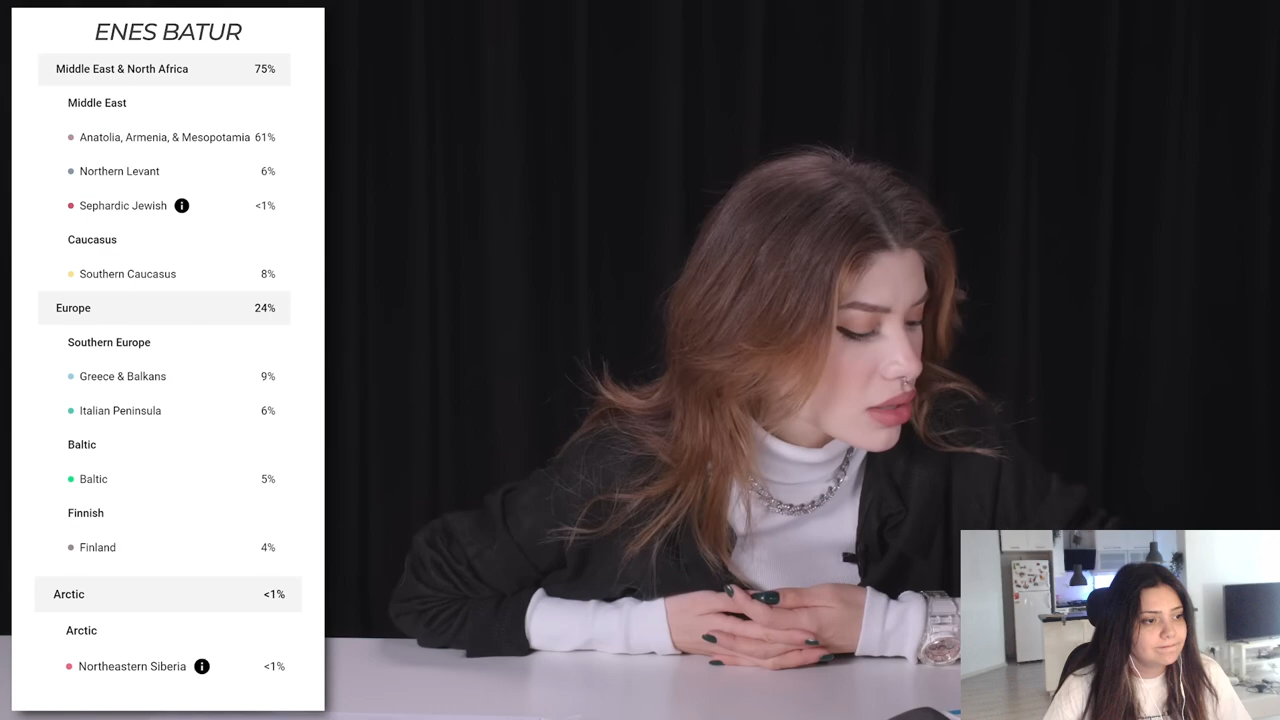 ENES BATUR
Middle East & North Africa 75%
Middle East
Anatolia, Armenia, & Mesopotamia 61%
Northern Levant 6%
Sephardic Jewish <1%
Caucasus
Southern Caucasus 8%
Europe 24%
Southern Europe
Greece & Balkans 9%
Italian Peninsula 6%
Baltic
Baltic 5%
Finnish
Finland 4%
Arctic <1%
Arctic
Northeastern Siberia <1%